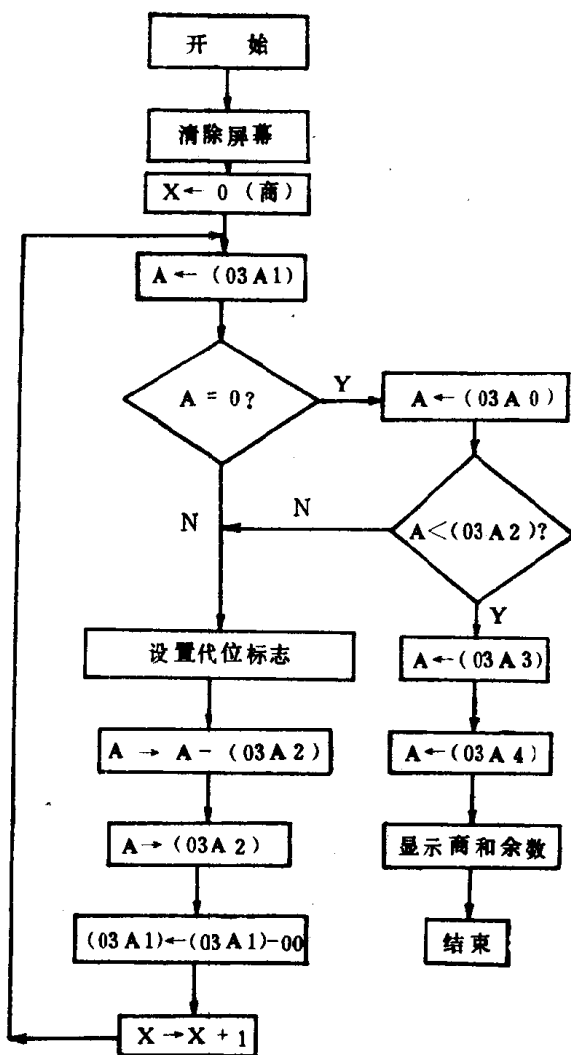 开 始
清除屏幕
X ← 0 (商)
A ← (03A1)
A = 0?
Y
A ← (03A0)
N
N
A < (03A2)?
Y
设置代位标志
A ← (03A3)
A → A - (03A2)
A ← (03A4)
A → (03A2)
显示商和余数
(03A1) ← (03A1) - 00
结束
X → X + 1